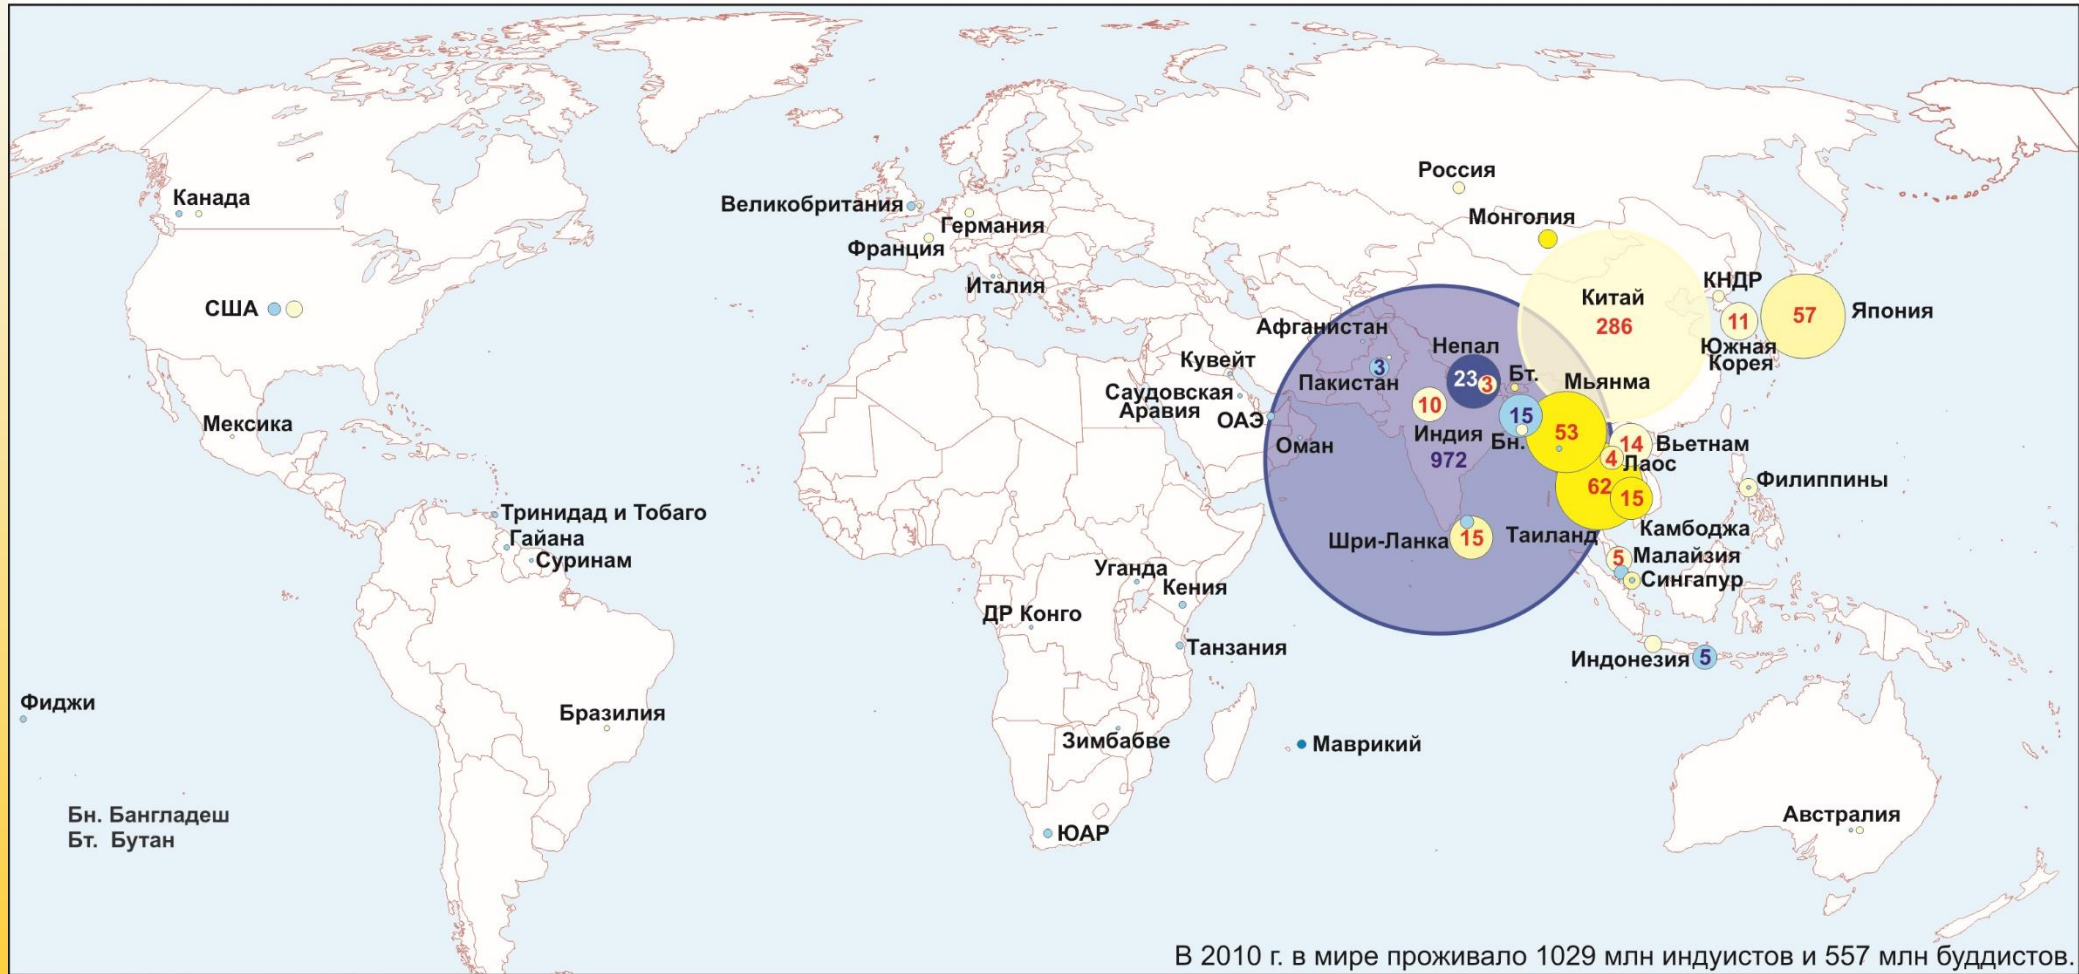 Канада
США
Мексика
Тринидад и Тобаго
Гайана
Суринам
Бразилия
Фиджи
Бн. Бангладеш
Бт. Бутан
Великобритания
Германия
Франция
Италия
Россия
Монголия
Китай
286
КНДР
11
Южная
Корея
57
Япония
Афганистан
Кувейт
Саудовская
Аравия
ОАЭ
Оман
3
Пакистан
Непал
23
3
Бт.
Мьянма
10
Индия
972
15
Бн.
53
14
Вьетнам
4
Лаос
62
15
Таиланд
Камбоджа
Филиппины
Шри-Ланка
15
5
Малайзия
Сингапур
Индонезия
5
Уганда
Кения
ДР Конго
Танзания
Зимбабве
Маврикий
ЮАР
Австралия
В 2010 г. в мире проживало 1029 млн индуистов и 557 млн буддистов.